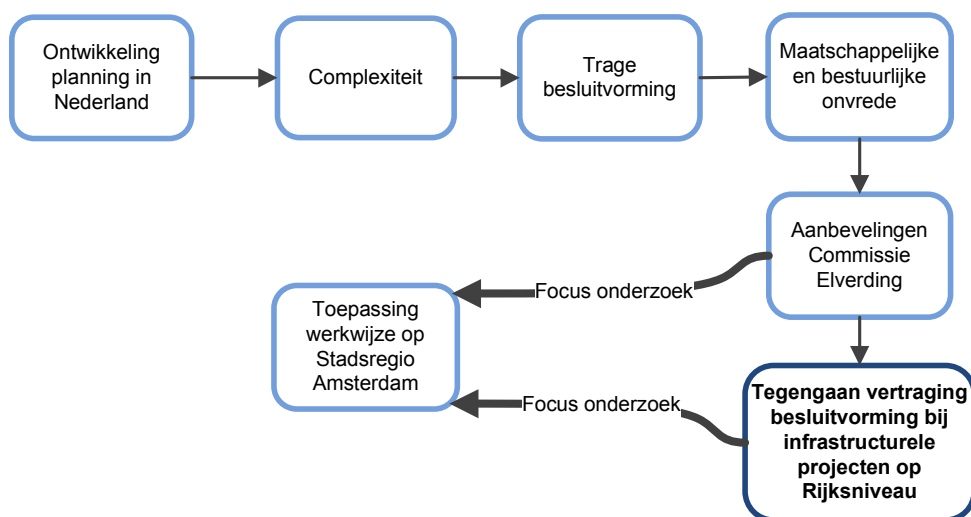 Ontwikkeling
planning in
Nederland
Complexiteit
Trage
besluitvorming
Maatschappelijke
en bestuurlijke
onvrede
Aanbevelingen
Commissie
Elverding
Focus onderzoek
Toepassing
werkwijze op
Stadsregio
Amsterdam
Focus onderzoek
Tegengaan vertraging
besluitvorming bij
infrastructurele
projecten op
Rijksniveau